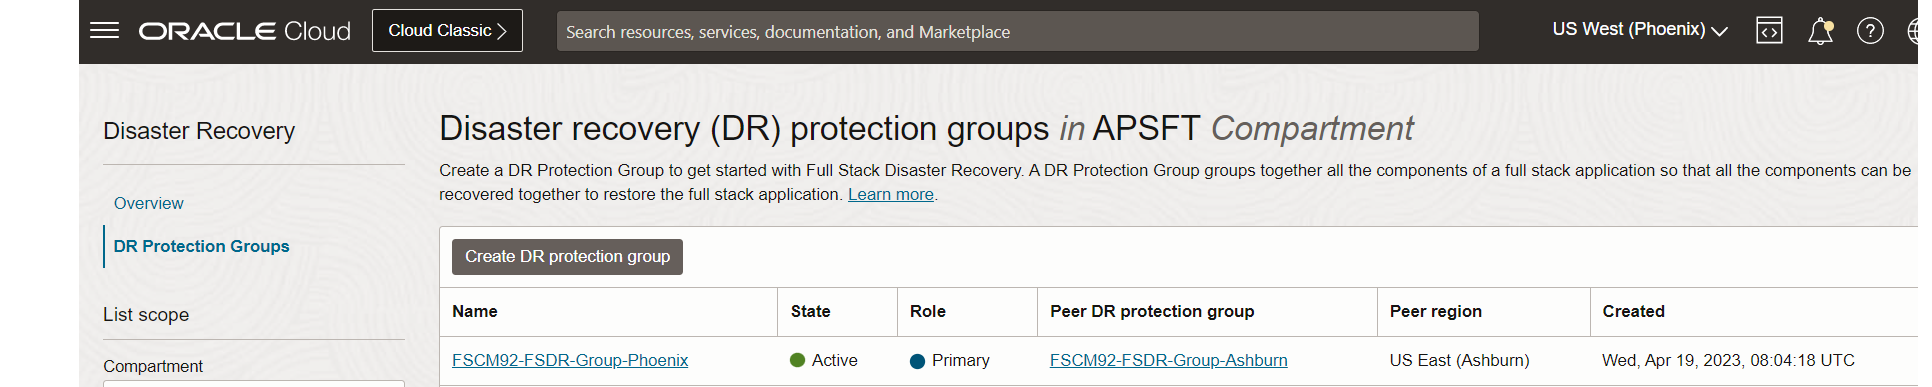 ORACLE Cloud
Cloud Classic
Search resources, services, documentation, and Marketplace
US West (Phoenix)
Disaster Recovery
Overview
DR Protection Groups
List scope
Compartment
Disaster recovery (DR) protection groups in APSFT Compartment
Create a DR Protection Group to get started with Full Stack Disaster Recovery. A DR Protection Group groups together all the components of a full stack application so that all the components can be
recovered together to restore the full stack application. Learn more.
Create DR protection group
Name State Role Peer DR protection group Peer region Created
FSCM92-FSDR-Group-Phoenix Active Primary FSCM92-FSDR-Group-Ashburn US East (Ashburn) Wed, Apr 19, 2023, 08:04:18 UTC